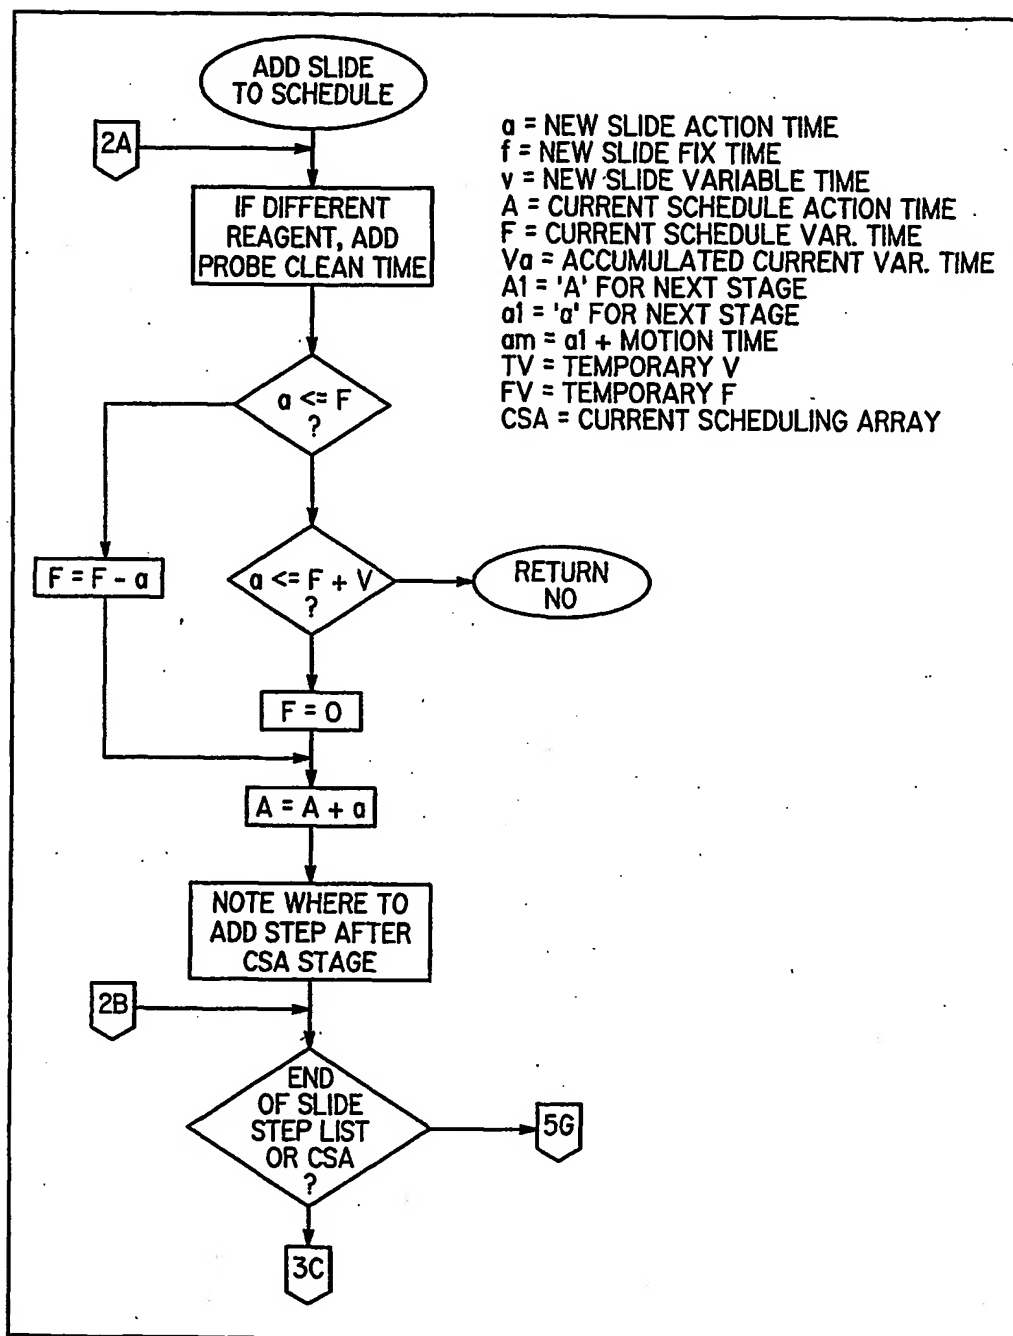 ADD SLIDE
TO SCHEDULE
2A
a = NEW SLIDE ACTION TIME
f = NEW SLIDE FIX TIME
v = NEW SLIDE VARIABLE TIME
A = CURRENT SCHEDULE ACTION TIME
F = CURRENT SCHEDULE VAR. TIME
Va = ACCUMULATED CURRENT VAR. TIME
A1 = 'A' FOR NEXT STAGE
a1 = 'a' FOR NEXT STAGE
am = a1 + MOTION TIME
TV = TEMPORARY V
FV = TEMPORARY F
CSA = CURRENT SCHEDULING ARRAY
IF DIFFERENT
REAGENT, ADD
PROBE CLEAN TIME
a <= F
?
F = F - a
a <= F + V
?
RETURN
NO
F = 0
A = A + a
NOTE WHERE TO
ADD STEP AFTER
CSA STAGE
2B
END
OF SLIDE
STEP LIST
OR CSA
?
5G
3C